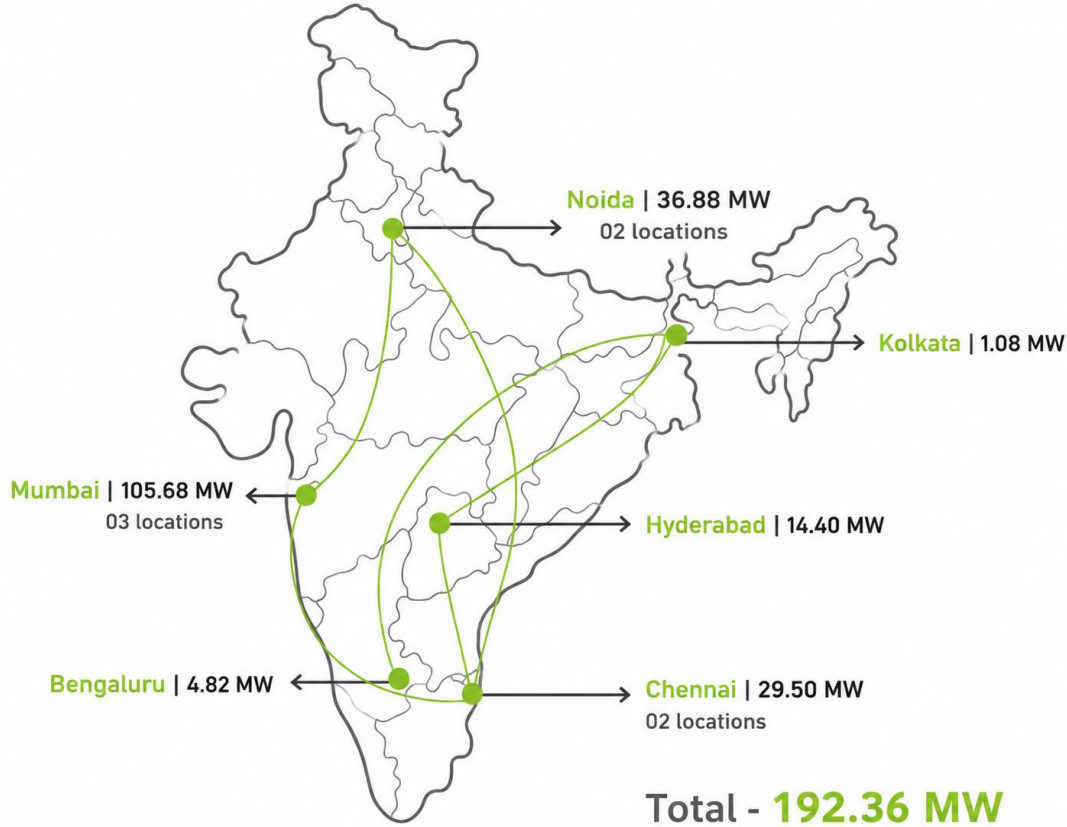 Noida | 36.88 MW
02 locations
Kolkata | 1.08 MW
Mumbai | 105.68 MW
03 locations
Hyderabad | 14.40 MW
Bengaluru | 4.82 MW
Chennai | 29.50 MW
02 locations
Total - 192.36 MW